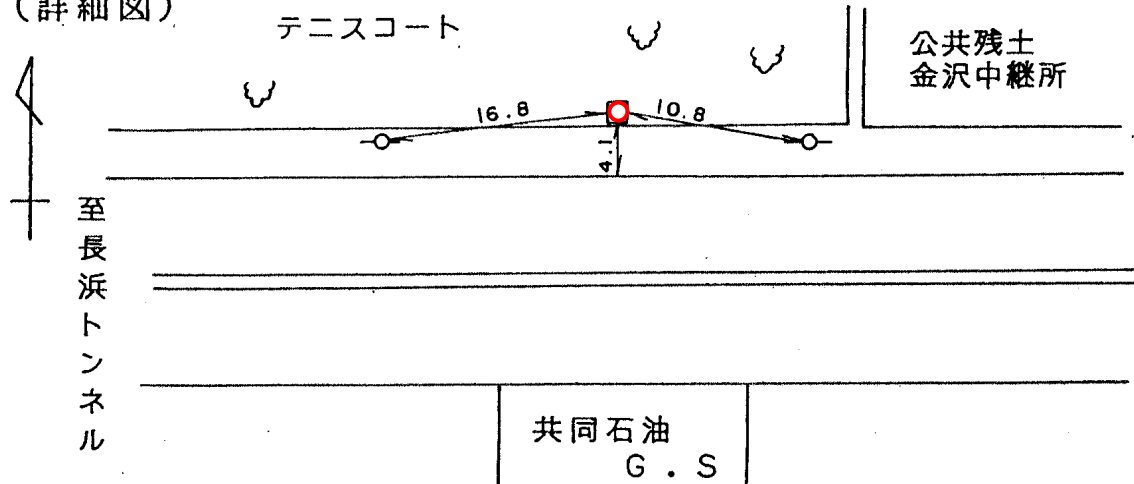 (詳細図)
テニスコート
公共残土
金沢中継所
16.8
10.8
4.1
至長浜トンネル
共同石油
G.S